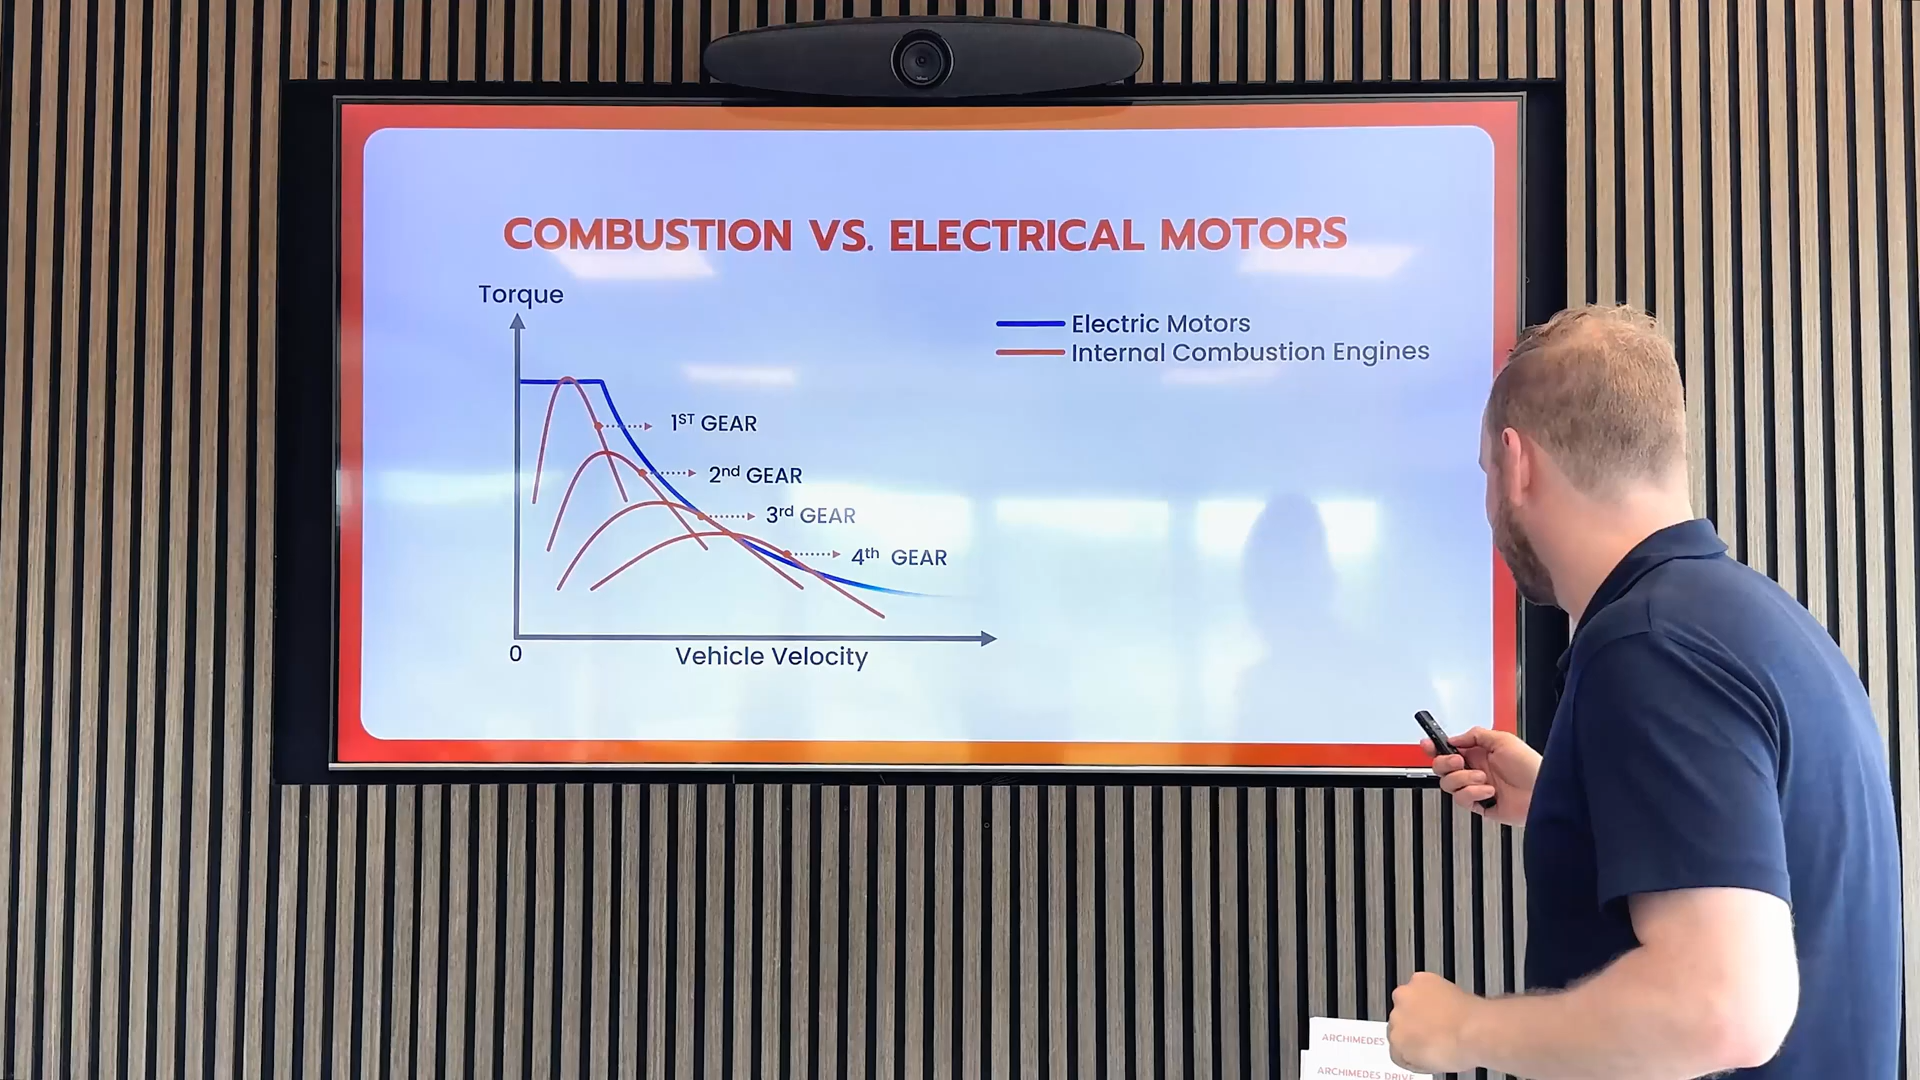 COMBUSTION VS. ELECTRICAL MOTORS
Torque
Electric Motors
Internal Combustion Engines
1ST GEAR
2nd GEAR
3rd GEAR
4th GEAR
0
Vehicle Velocity
ARCHIMEDES
ARCHIMEDES DRIVE